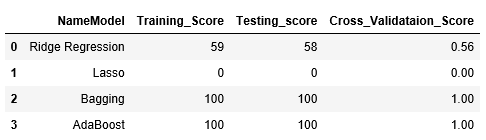 NameModel Training_Score Testing_score Cross_Validataion_Score
0 Ridge Regression 59 58 0.56
1 Lasso 0 0 0.00
2 Bagging 100 100 1.00
3 AdaBoost 100 100 1.00